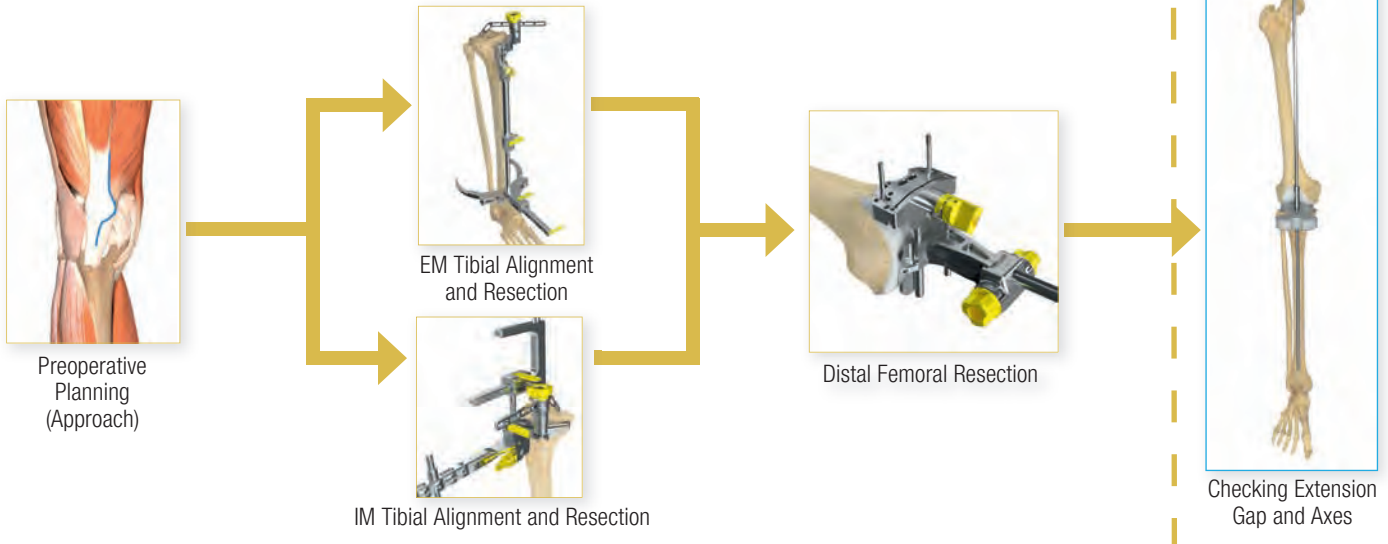 Preoperative
Planning
(Approach)
EM Tibial Alignment
and Resection
IM Tibial Alignment and Resection
Distal Femoral Resection
Checking Extension
Gap and Axes